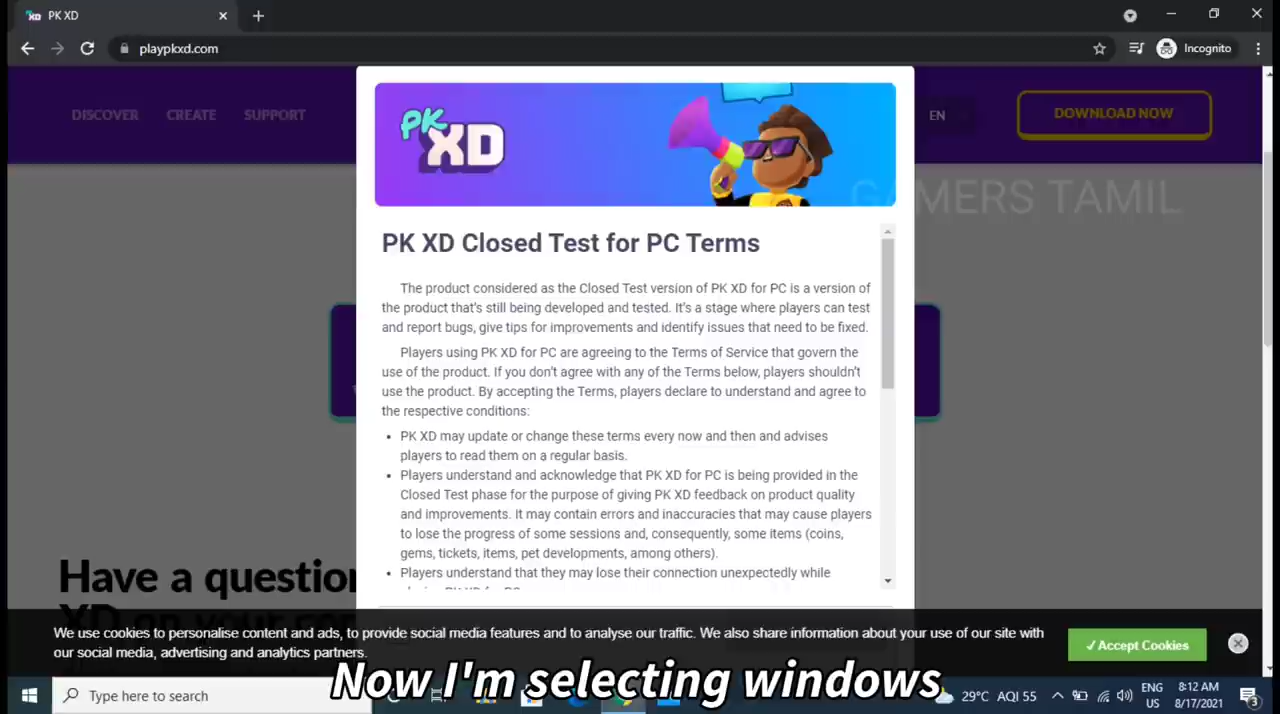 PK XD
playpkxd.com
Incognito
DISCOVER
CREATE
SUPPORT
EN
DOWNLOAD NOW
PK
XD
GAMERS TAMIL
PK XD Closed Test for PC Terms
The product considered as the Closed Test version of PK XD for PC is a version of
the product that's still being developed and tested. It's a stage where players can test
and report bugs, give tips for improvements and identify issues that need to be fixed.
Players using PK XD for PC are agreeing to the Terms of Service that govern the
use of the product. If you don't agree with any of the Terms below, players shouldn't
use the product. By accepting the Terms, players declare to understand and agree to
the respective conditions:
• PK XD may update or change these terms every now and then and advises
players to read them on a regular basis.
• Players understand and acknowledge that PK XD for PC is being provided in the
Closed Test phase for the purpose of giving PK XD feedback on product quality
and improvements. It may contain errors and inaccuracies that may cause players
to lose the progress of some sessions and, consequently, some items (coins,
gems, tickets, items, pet developments, among others).
• Players understand that they may lose their connection unexpectedly while
Have a question
We use cookies to personalise content and ads, to provide social media features and to analyse our traffic. We also share information about your use of our site with
our social media, advertising and analytics partners.
✓Accept Cookies
Now I'm selecting windows
Type here to search
29°C AQI 55
ENG
US
8:12 AM
8/17/2021
3